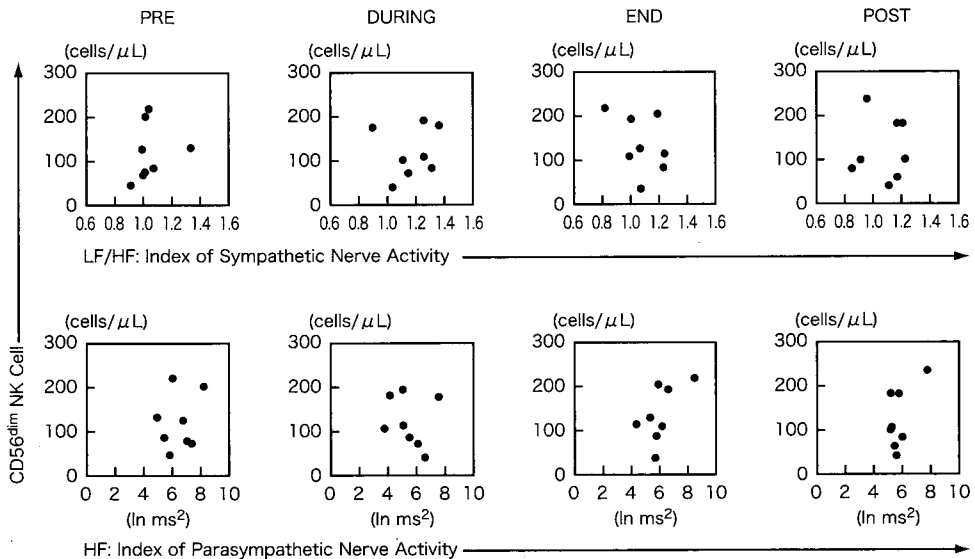 PRE DURING END POST
(cells/μL) (cells/μL) (cells/μL) (cells/μL)
300 300 300 300
200 200 200 200
100 100 100 100
0 0 0 0
0.6 0.8 1.0 1.2 1.4 1.6 0.6 0.8 1.0 1.2 1.4 1.6 0.6 0.8 1.0 1.2 1.4 1.6 0.6 0.8 1.0 1.2 1.4 1.6
LF/HF: Index of Sympathetic Nerve Activity
(cells/μL) (cells/μL) (cells/μL) (cells/μL)
300 300 300 300
200 200 200 200
100 100 100 100
0 0 0 0
0 2 4 6 8 10 0 2 4 6 8 10 0 2 4 6 8 10 0 2 4 6 8 10
(ln ms²) (ln ms²) (ln ms²) (ln ms²)
HF: Index of Parasympathetic Nerve Activity
CD56ᵈⁱᵐ NK Cell